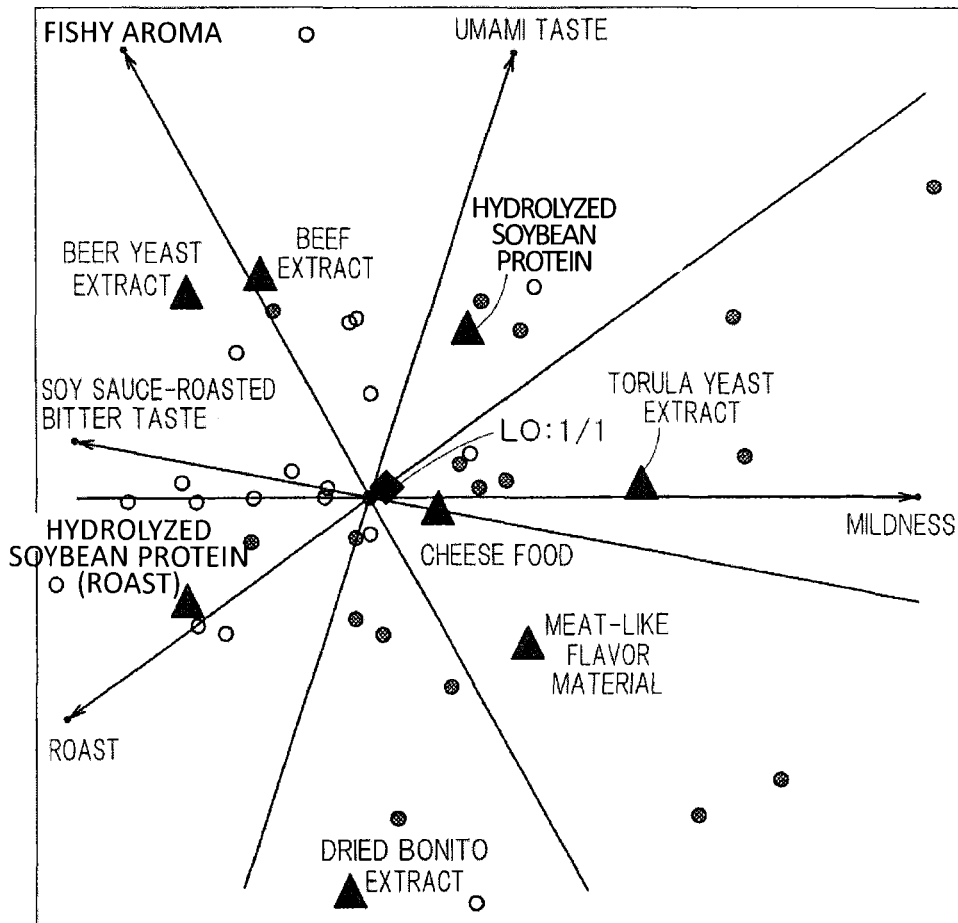 FISHY AROMA
UMAMI TASTE
HYDROLYZED
SOYBEAN
PROTEIN
BEER YEAST
EXTRACT
BEEF
EXTRACT
SOY SAUCE-ROASTED
BITTER TASTE
TORULA YEAST
EXTRACT
LO:1/1
MILDNESS
HYDROLYZED
SOYBEAN PROTEIN
(ROAST)
CHEESE FOOD
MEAT-LIKE
FLAVOR
MATERIAL
ROAST
DRIED BONITO
EXTRACT